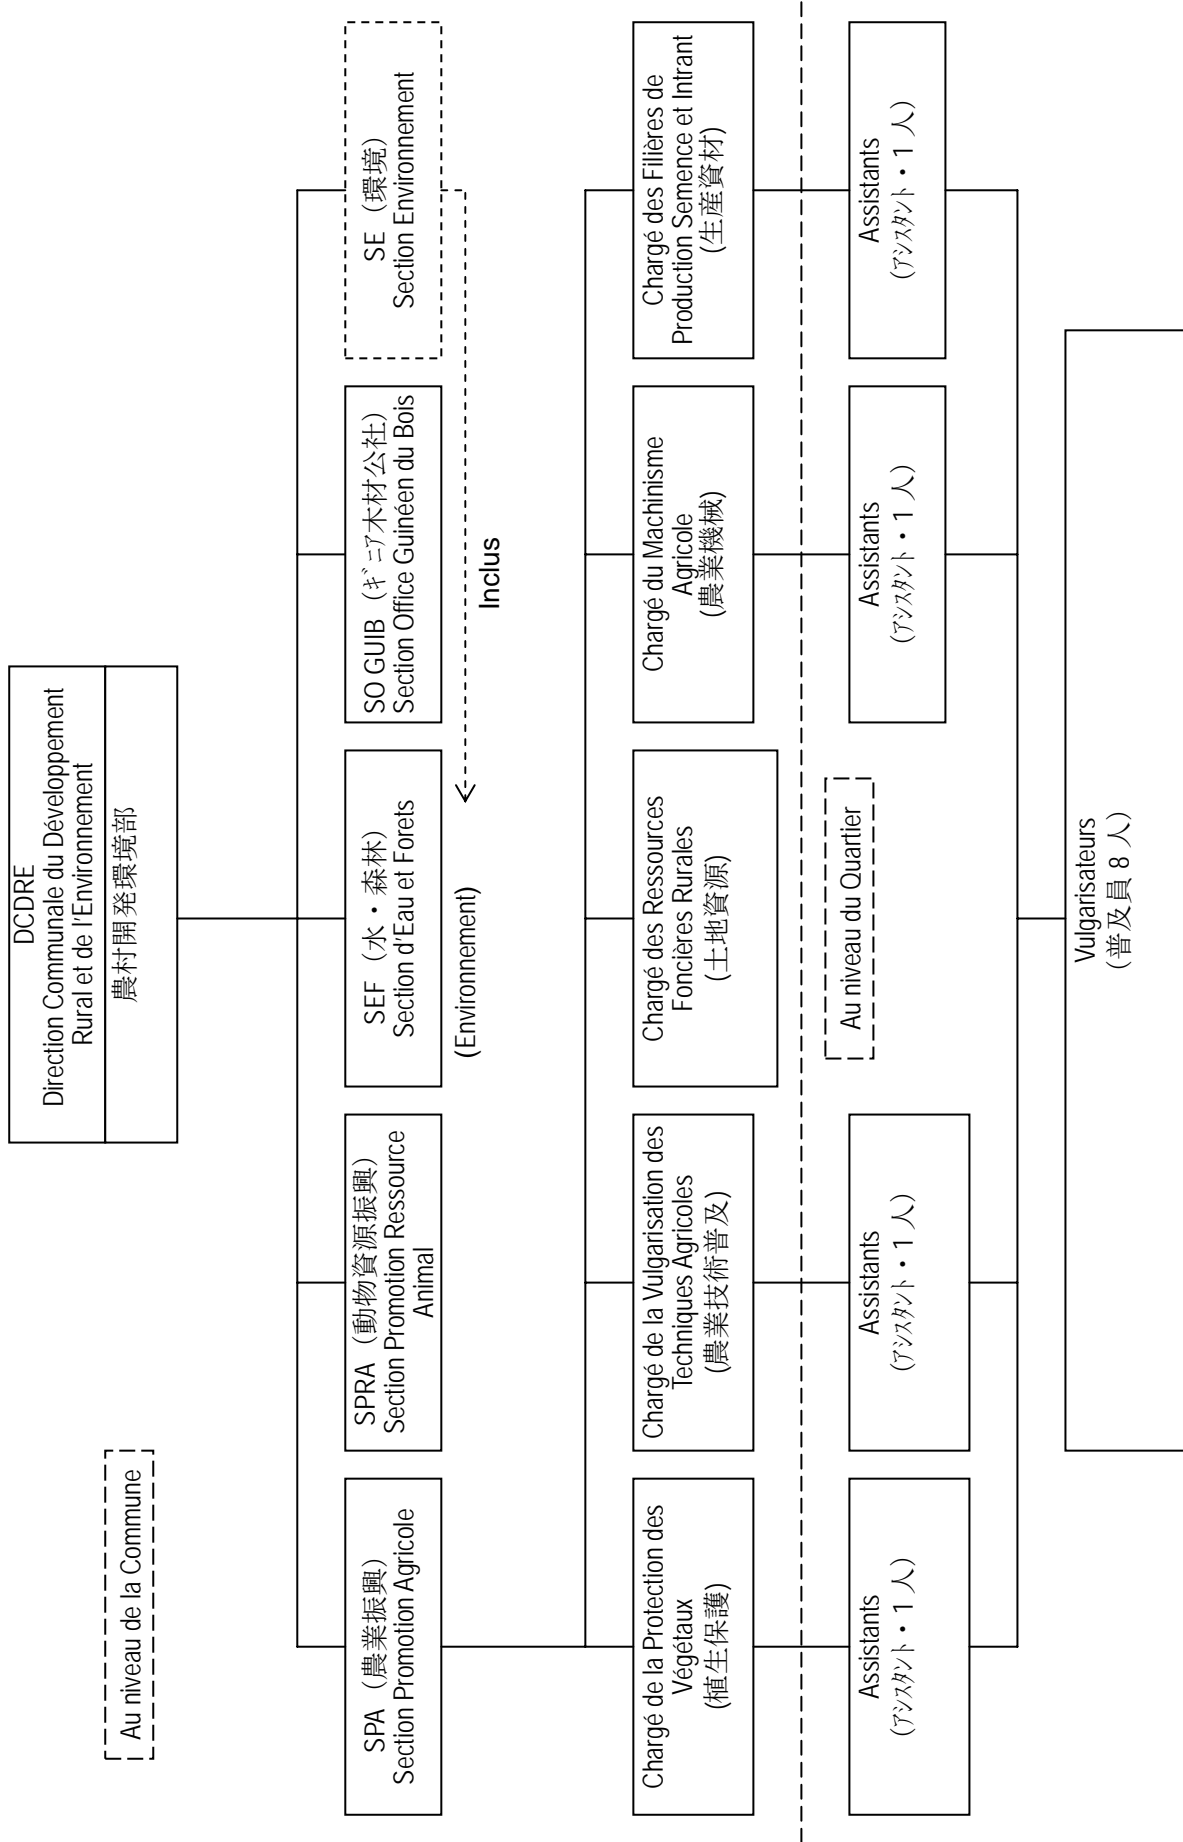 DCDRE
Direction Communale du Développement
Rural et de l'Environnement
農村開発環境部
Au niveau de la Commune
SPA (農業振興)
Section Promotion Agricole
SPRA (動物資源振興)
Section Promotion Ressource
Animal
SEF (水・森林)
Section d'Eau et Forets
SO GUIB (ギニア木材公社)
Section Office Guinéen du Bois
SE (環境)
Section Environnement
(Environnement)
Inclus
Chargé de la Protection des
Végétaux
(植生保護)
Chargé de la Vulgarisation des
Techniques Agricoles
(農業技術普及)
Chargé des Ressources
Foncières Rurales
(土地資源)
Chargé du Machinisme
Agricole
(農業機械)
Chargé des Filières de
Production Semence et Intrant
(生産資材)
Au niveau du Quartier
Assistants
(アシスタント・1人)
Assistants
(アシスタント・1人)
Assistants
(アシスタント・1人)
Assistants
(アシスタント・1人)
Vulgarisateurs
(普及員 8 人)